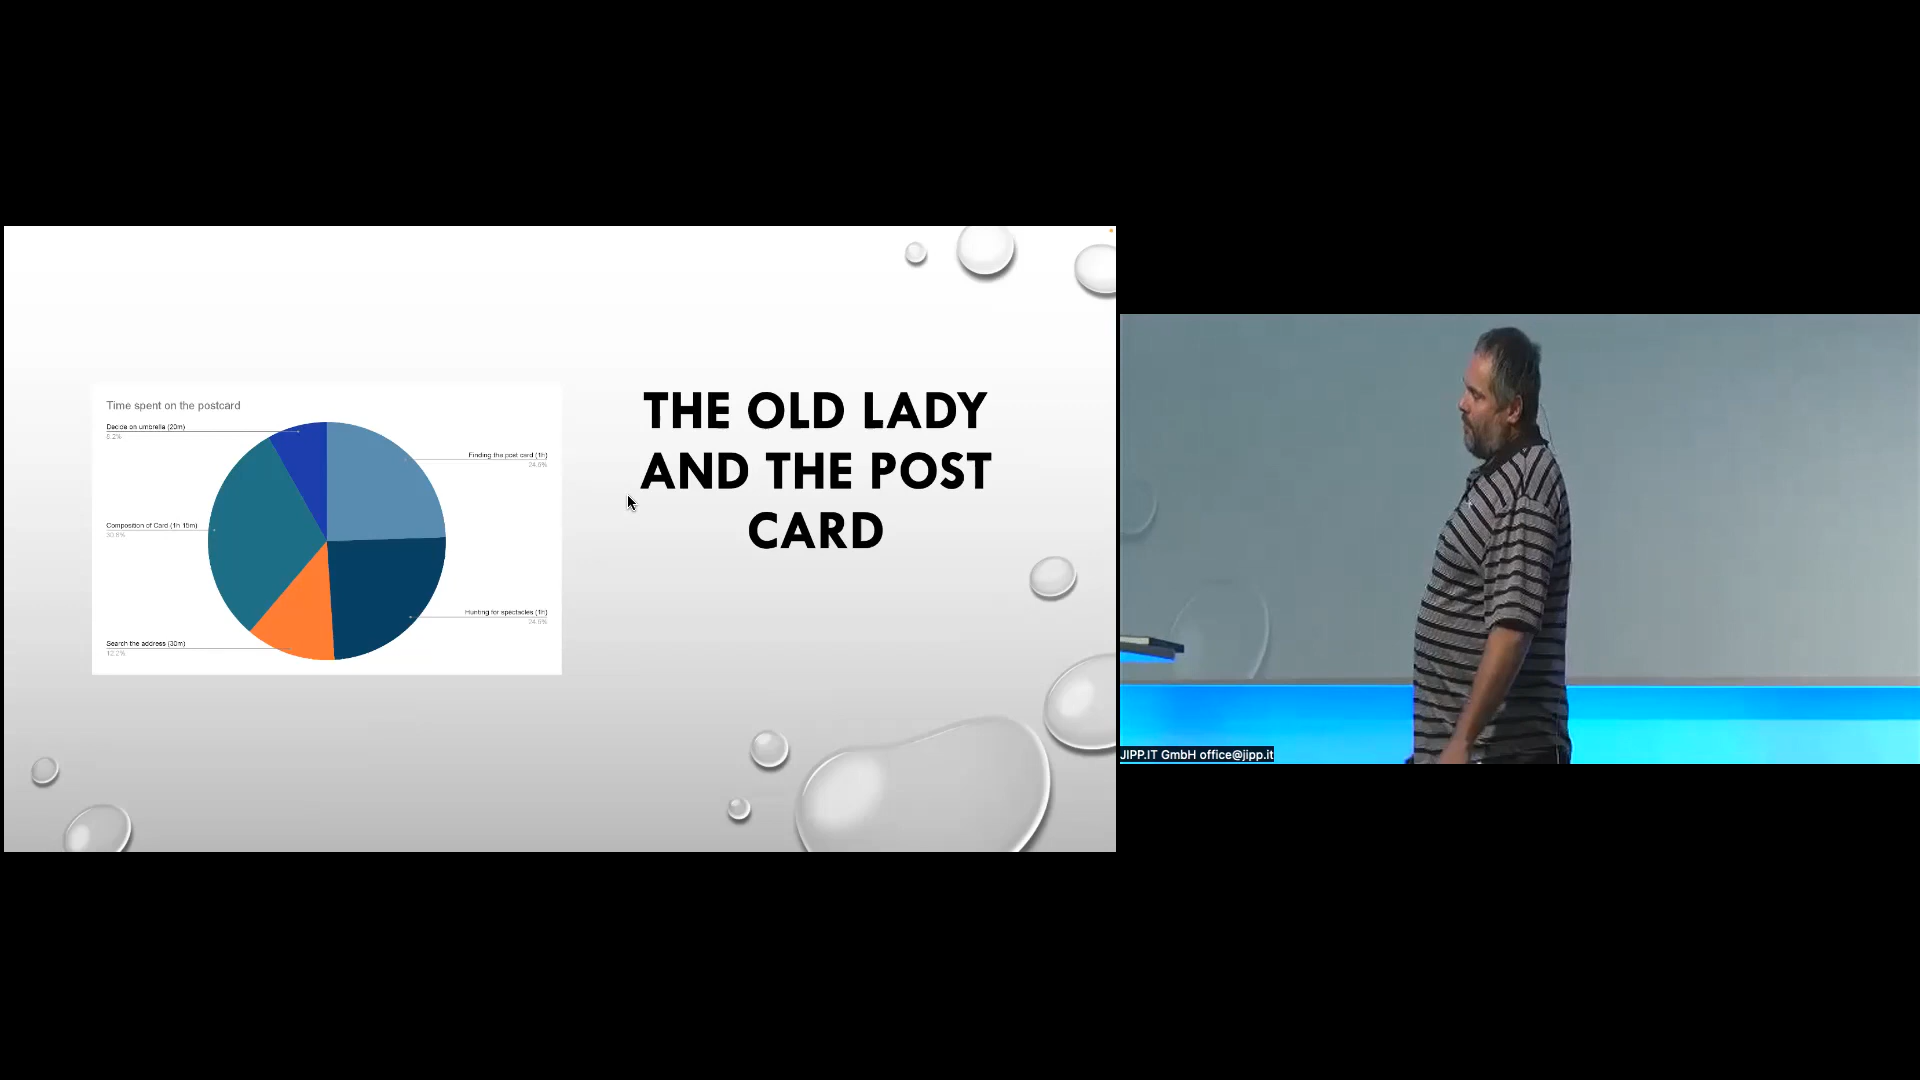 Time spent on the postcard
Decide on umbrella (20m)
8.2%
Finding the post card (1h)
24.5%
Composition of Card (1h 15m)
30.6%
Hunting for spectacles (1h)
24.5%
Search the address (30m)
12.2%
THE OLD LADY
AND THE POST
CARD
JIPP.IT GmbH office@jipp.it